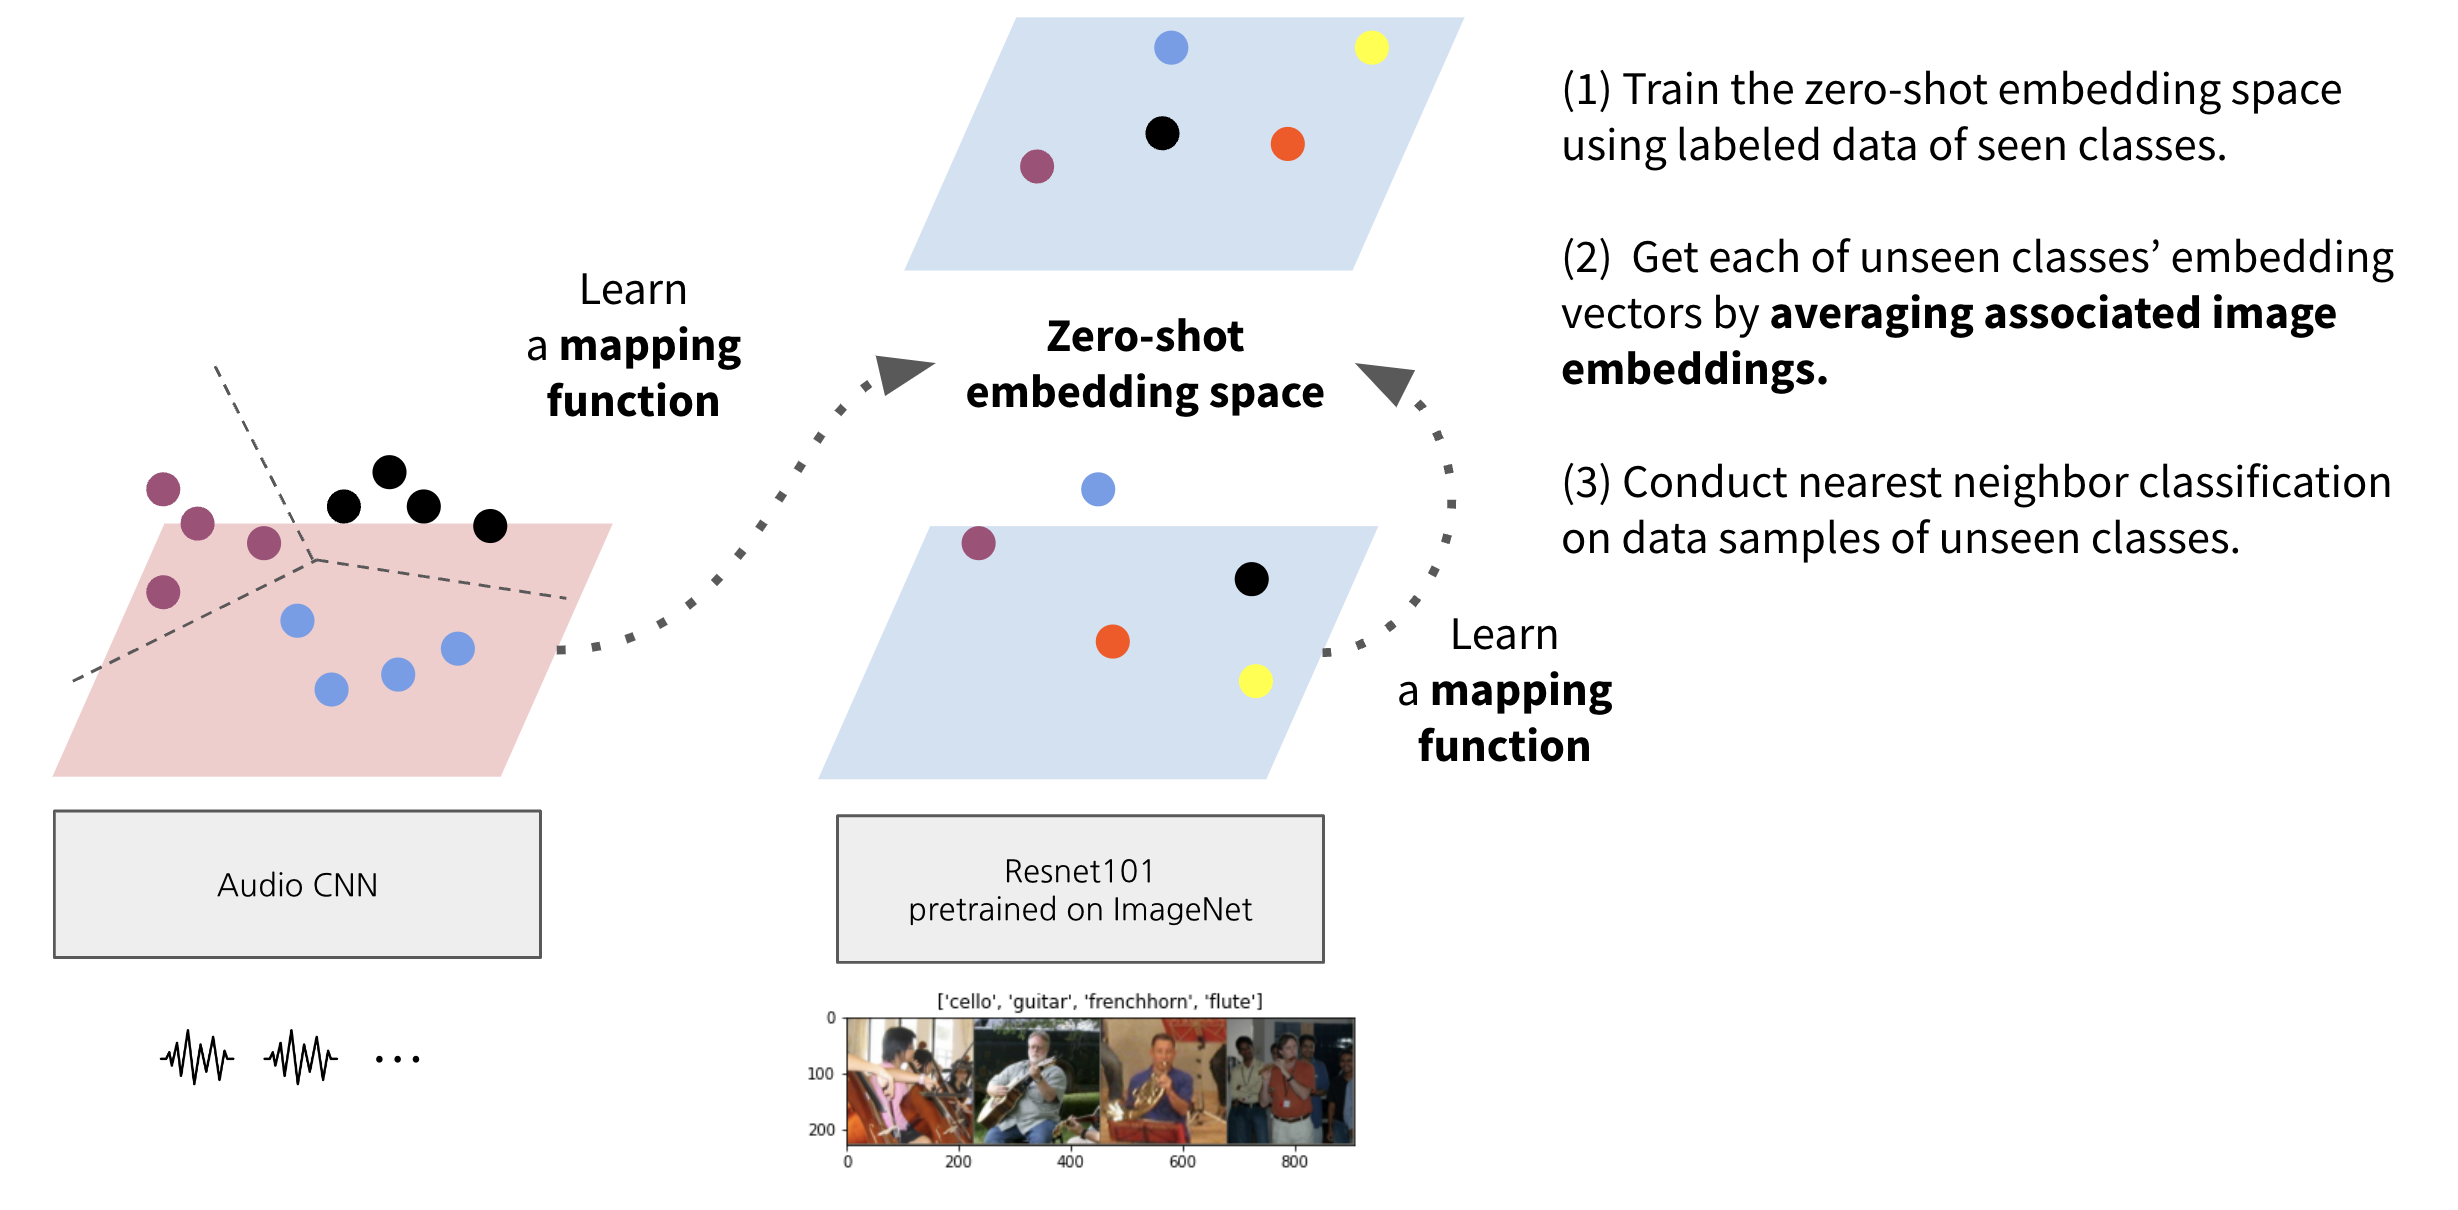 (1) Train the zero-shot embedding space
using labeled data of seen classes.
(2)  Get each of unseen classes’ embedding
vectors by averaging associated image
embeddings.
(3) Conduct nearest neighbor classification
on data samples of unseen classes.
Learn
a mapping
function
Zero-shot
embedding space
Learn
a mapping
function
Audio CNN
Resnet101
pretrained on ImageNet
['cello', 'guitar', 'frenchhorn', 'flute']
0
100
200
0
200
400
600
800